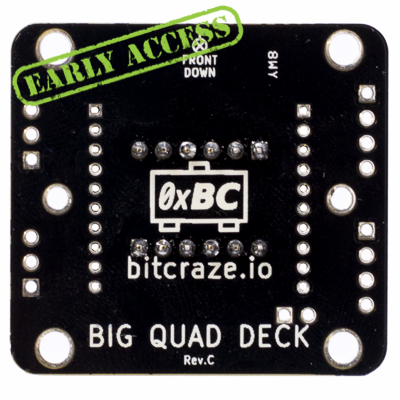 EARLY ACCESS
FRONT
DOWN
8WY
0xBC
bitcraze.io
BIG QUAD DECK
Rev.C